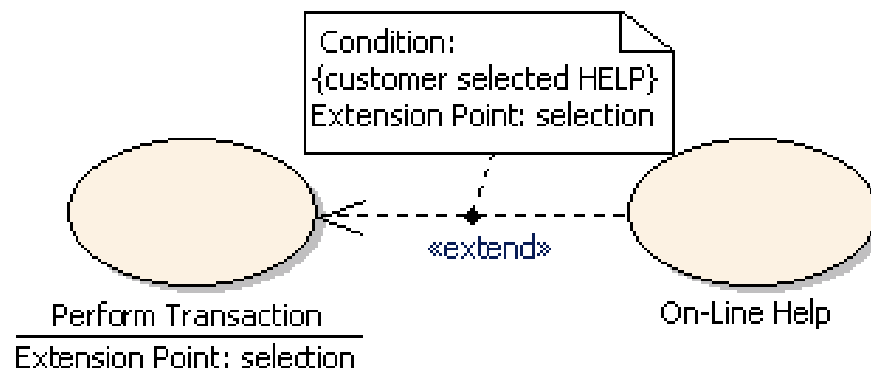 Condition:
{customer selected HELP}
Extension Point: selection
«extend»
Perform Transaction
Extension Point: selection
On-Line Help